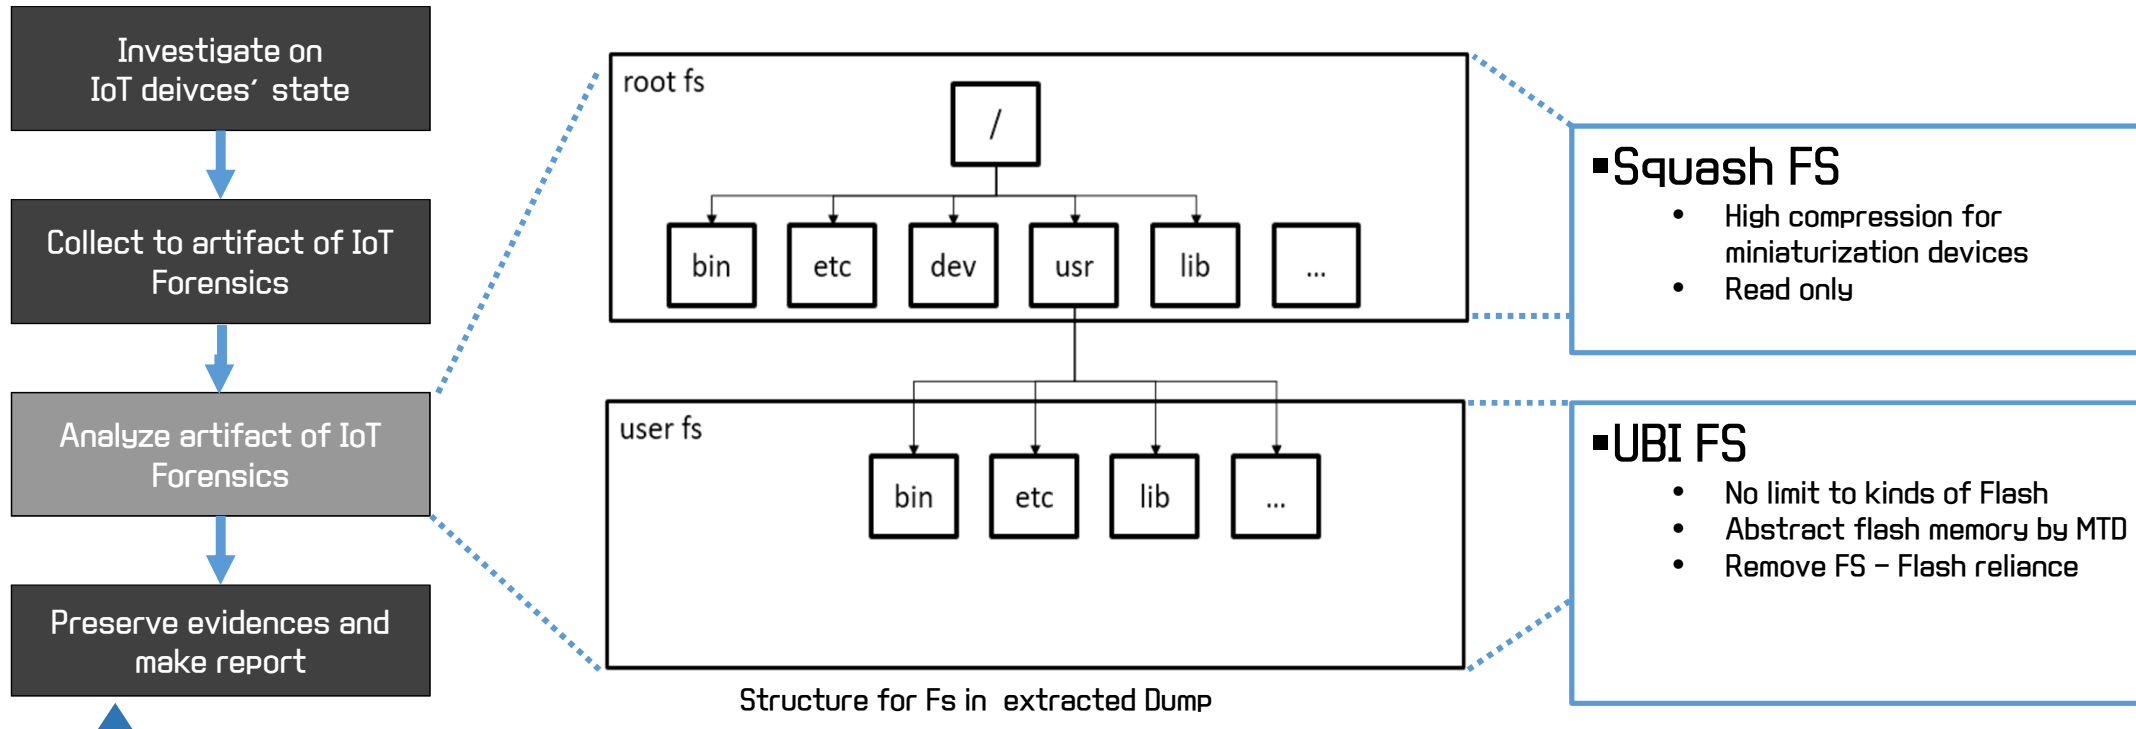 Investigate on
IoT deivces' state
Collect to artifact of IoT
Forensics
Analyze artifact of IoT
Forensics
Preserve evidences and
make report
root fs
/
bin
etc
dev
usr
lib
...
user fs
bin
etc
lib
...
Structure for Fs in extracted Dump
▪Squash FS
• High compression for
miniaturization devices
• Read only
▪UBI FS
• No limit to kinds of Flash
• Abstract flash memory by MTD
• Remove FS – Flash reliance